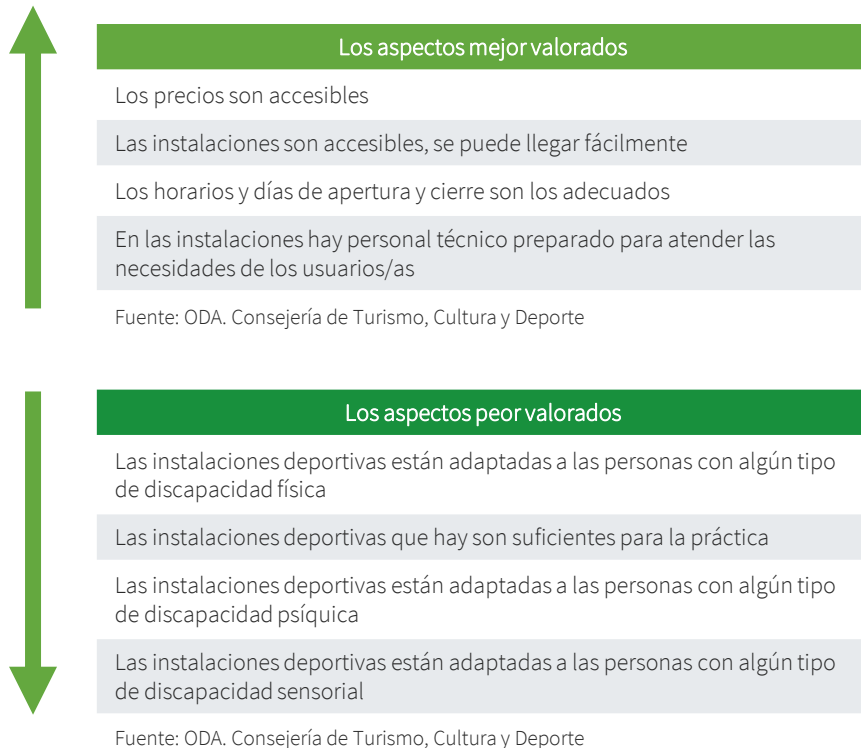 Los aspectos mejor valorados
Los precios son accesibles
Las instalaciones son accesibles, se puede llegar fácilmente
Los horarios y días de apertura y cierre son los adecuados
En las instalaciones hay personal técnico preparado para atender las
necesidades de los usuarios/as
Fuente: ODA. Consejería de Turismo, Cultura y Deporte
Los aspectos peor valorados
Las instalaciones deportivas están adaptadas a las personas con algún tipo
de discapacidad física
Las instalaciones deportivas que hay son suficientes para la práctica
Las instalaciones deportivas están adaptadas a las personas con algún tipo
de discapacidad psíquica
Las instalaciones deportivas están adaptadas a las personas con algún tipo
de discapacidad sensorial
Fuente: ODA. Consejería de Turismo, Cultura y Deporte